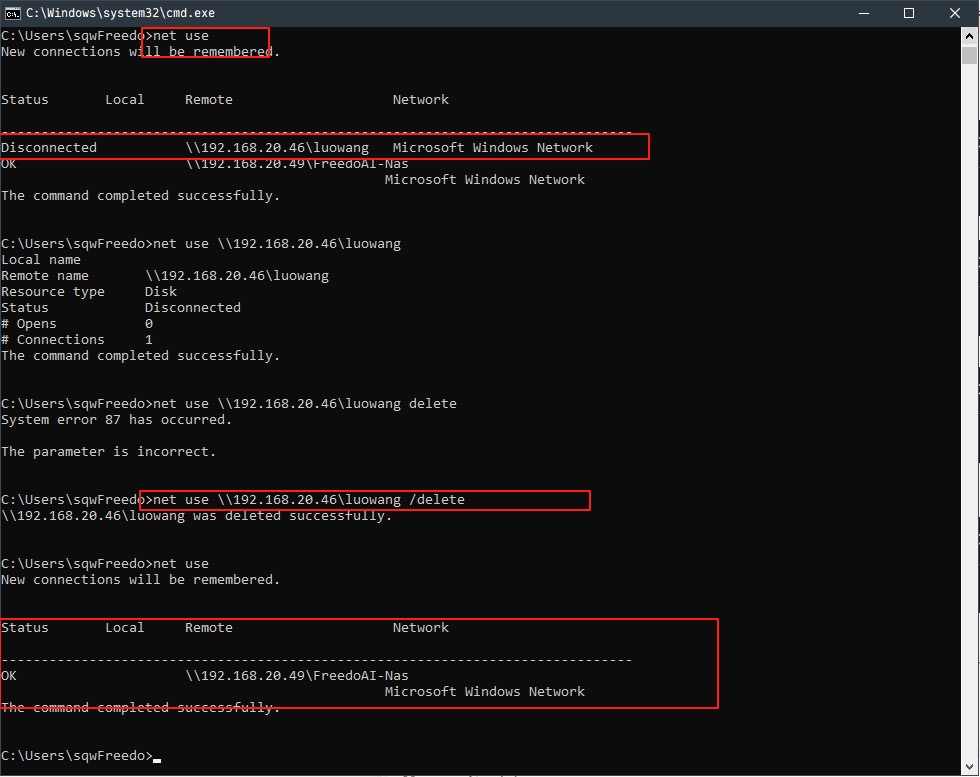 C:\Windows\system32\cmd.exe
C:\Users\sqwFreedo>net use
New connections will be remembered.
Status       Local     Remote                    Network
-------------------------------------------------------------------------------
Disconnected           \\192.168.20.46\luowang   Microsoft Windows Network
OK                     \\192.168.20.49\FreedoAI-Nas
                                                Microsoft Windows Network
The command completed successfully.
C:\Users\sqwFreedo>net use \\192.168.20.46\luowang
Local name
Remote name       \\192.168.20.46\luowang
Resource type     Disk
Status            Disconnected
# Opens           0
# Connections     1
The command completed successfully.
C:\Users\sqwFreedo>net use \\192.168.20.46\luowang delete
System error 87 has occurred.
The parameter is incorrect.
C:\Users\sqwFreedo>net use \\192.168.20.46\luowang /delete
\\192.168.20.46\luowang was deleted successfully.
C:\Users\sqwFreedo>net use
New connections will be remembered.
Status       Local     Remote                    Network
-------------------------------------------------------------------------------
OK                     \\192.168.20.49\FreedoAI-Nas
                                                Microsoft Windows Network
The command completed successfully.
C:\Users\sqwFreedo>